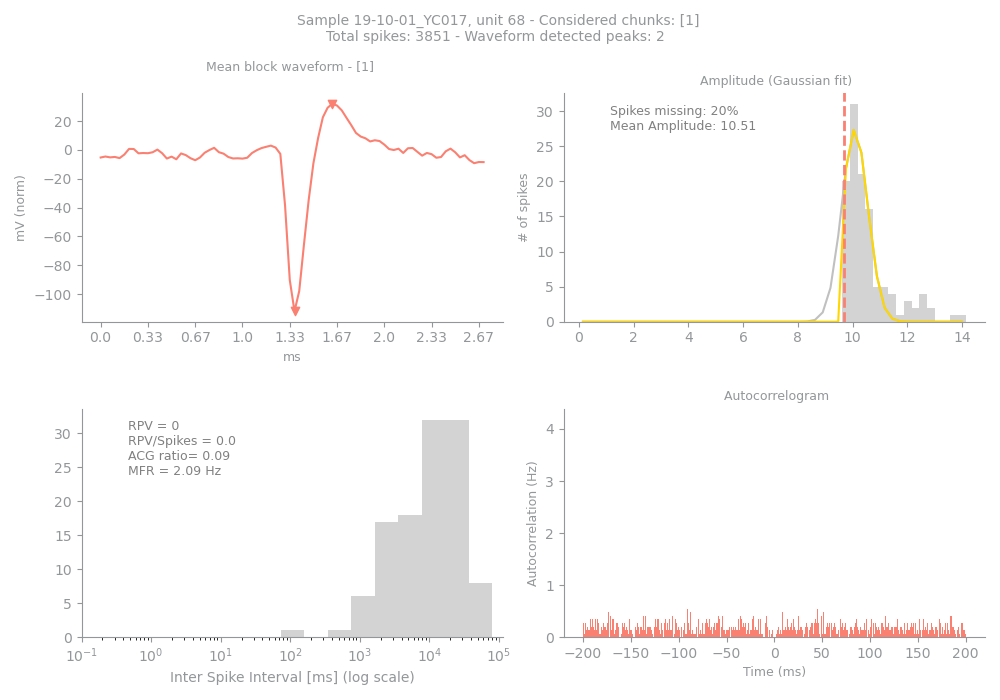 Sample 19-10-01_YC017, unit 68 - Considered chunks: [1]
Total spikes: 3851 - Waveform detected peaks: 2
Mean block waveform - [1]
mV (norm)
20
0
−20
−40
−60
−80
−100
0.0 0.33 0.67 1.0 1.33 1.67 2.0 2.33 2.67
ms
Amplitude (Gaussian fit)
Spikes missing: 20%
Mean Amplitude: 10.51
# of spikes
30
25
20
15
10
5
0
0 2 4 6 8 10 12 14
RPV = 0
RPV/Spikes = 0.0
ACG ratio= 0.09
MFR = 2.09 Hz
30
25
20
15
10
5
0
10⁻¹ 10⁰ 10¹ 10² 10³ 10⁴ 10⁵
Inter Spike Interval [ms] (log scale)
Autocorrelogram
Autocorrelation (Hz)
4
3
2
1
0
−200 −150 −100 −50 0 50 100 150 200
Time (ms)